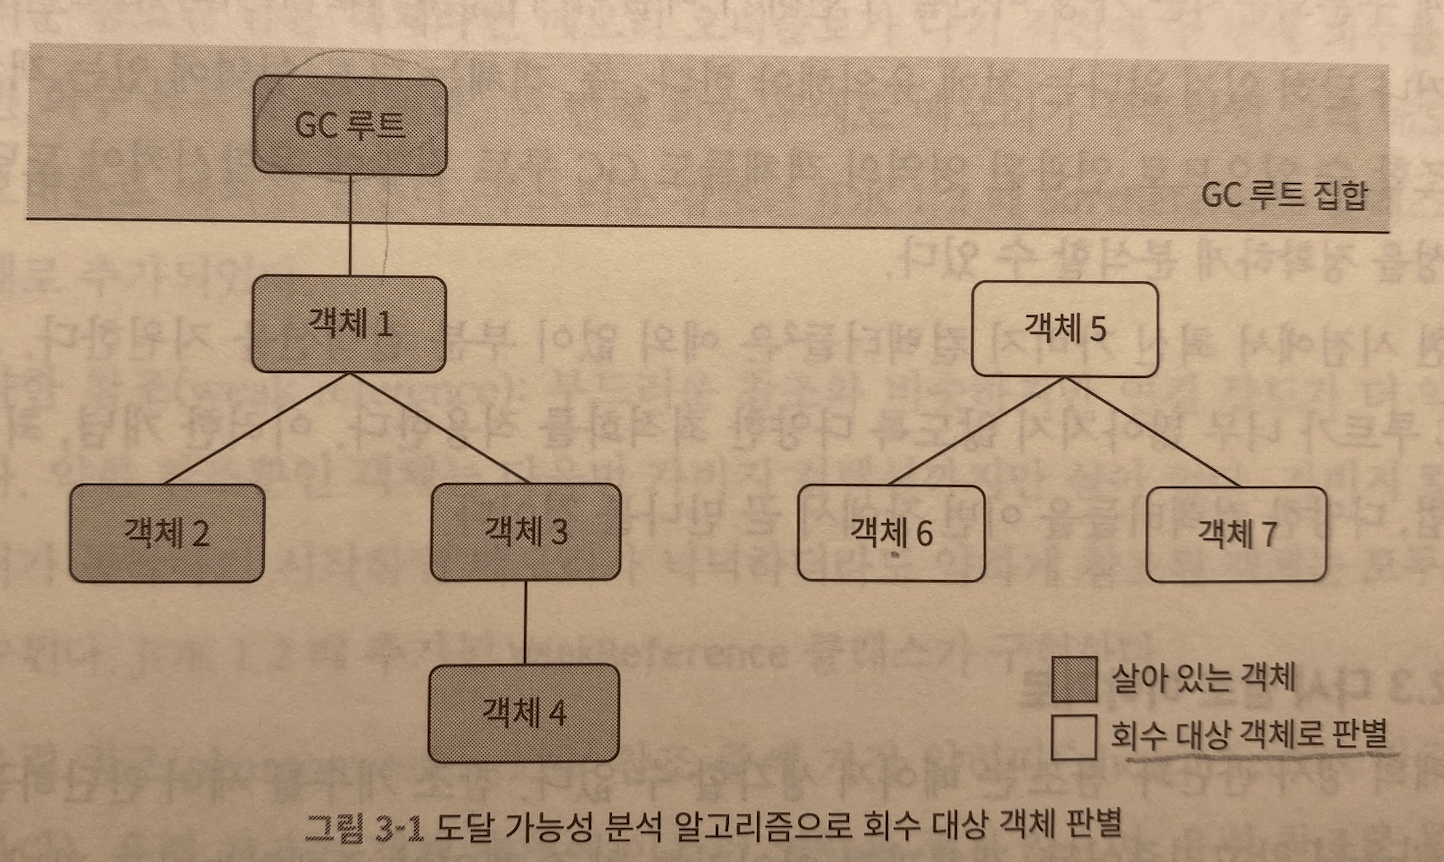 GC 루트
GC 루트 집합
객체 1
객체 5
객체 2
객체 3
객체 6
객체 7
객체 4
살아 있는 객체
회수 대상 객체로 판별
그림 3-1 도달 가능성 분석 알고리즘으로 회수 대상 객체 판별